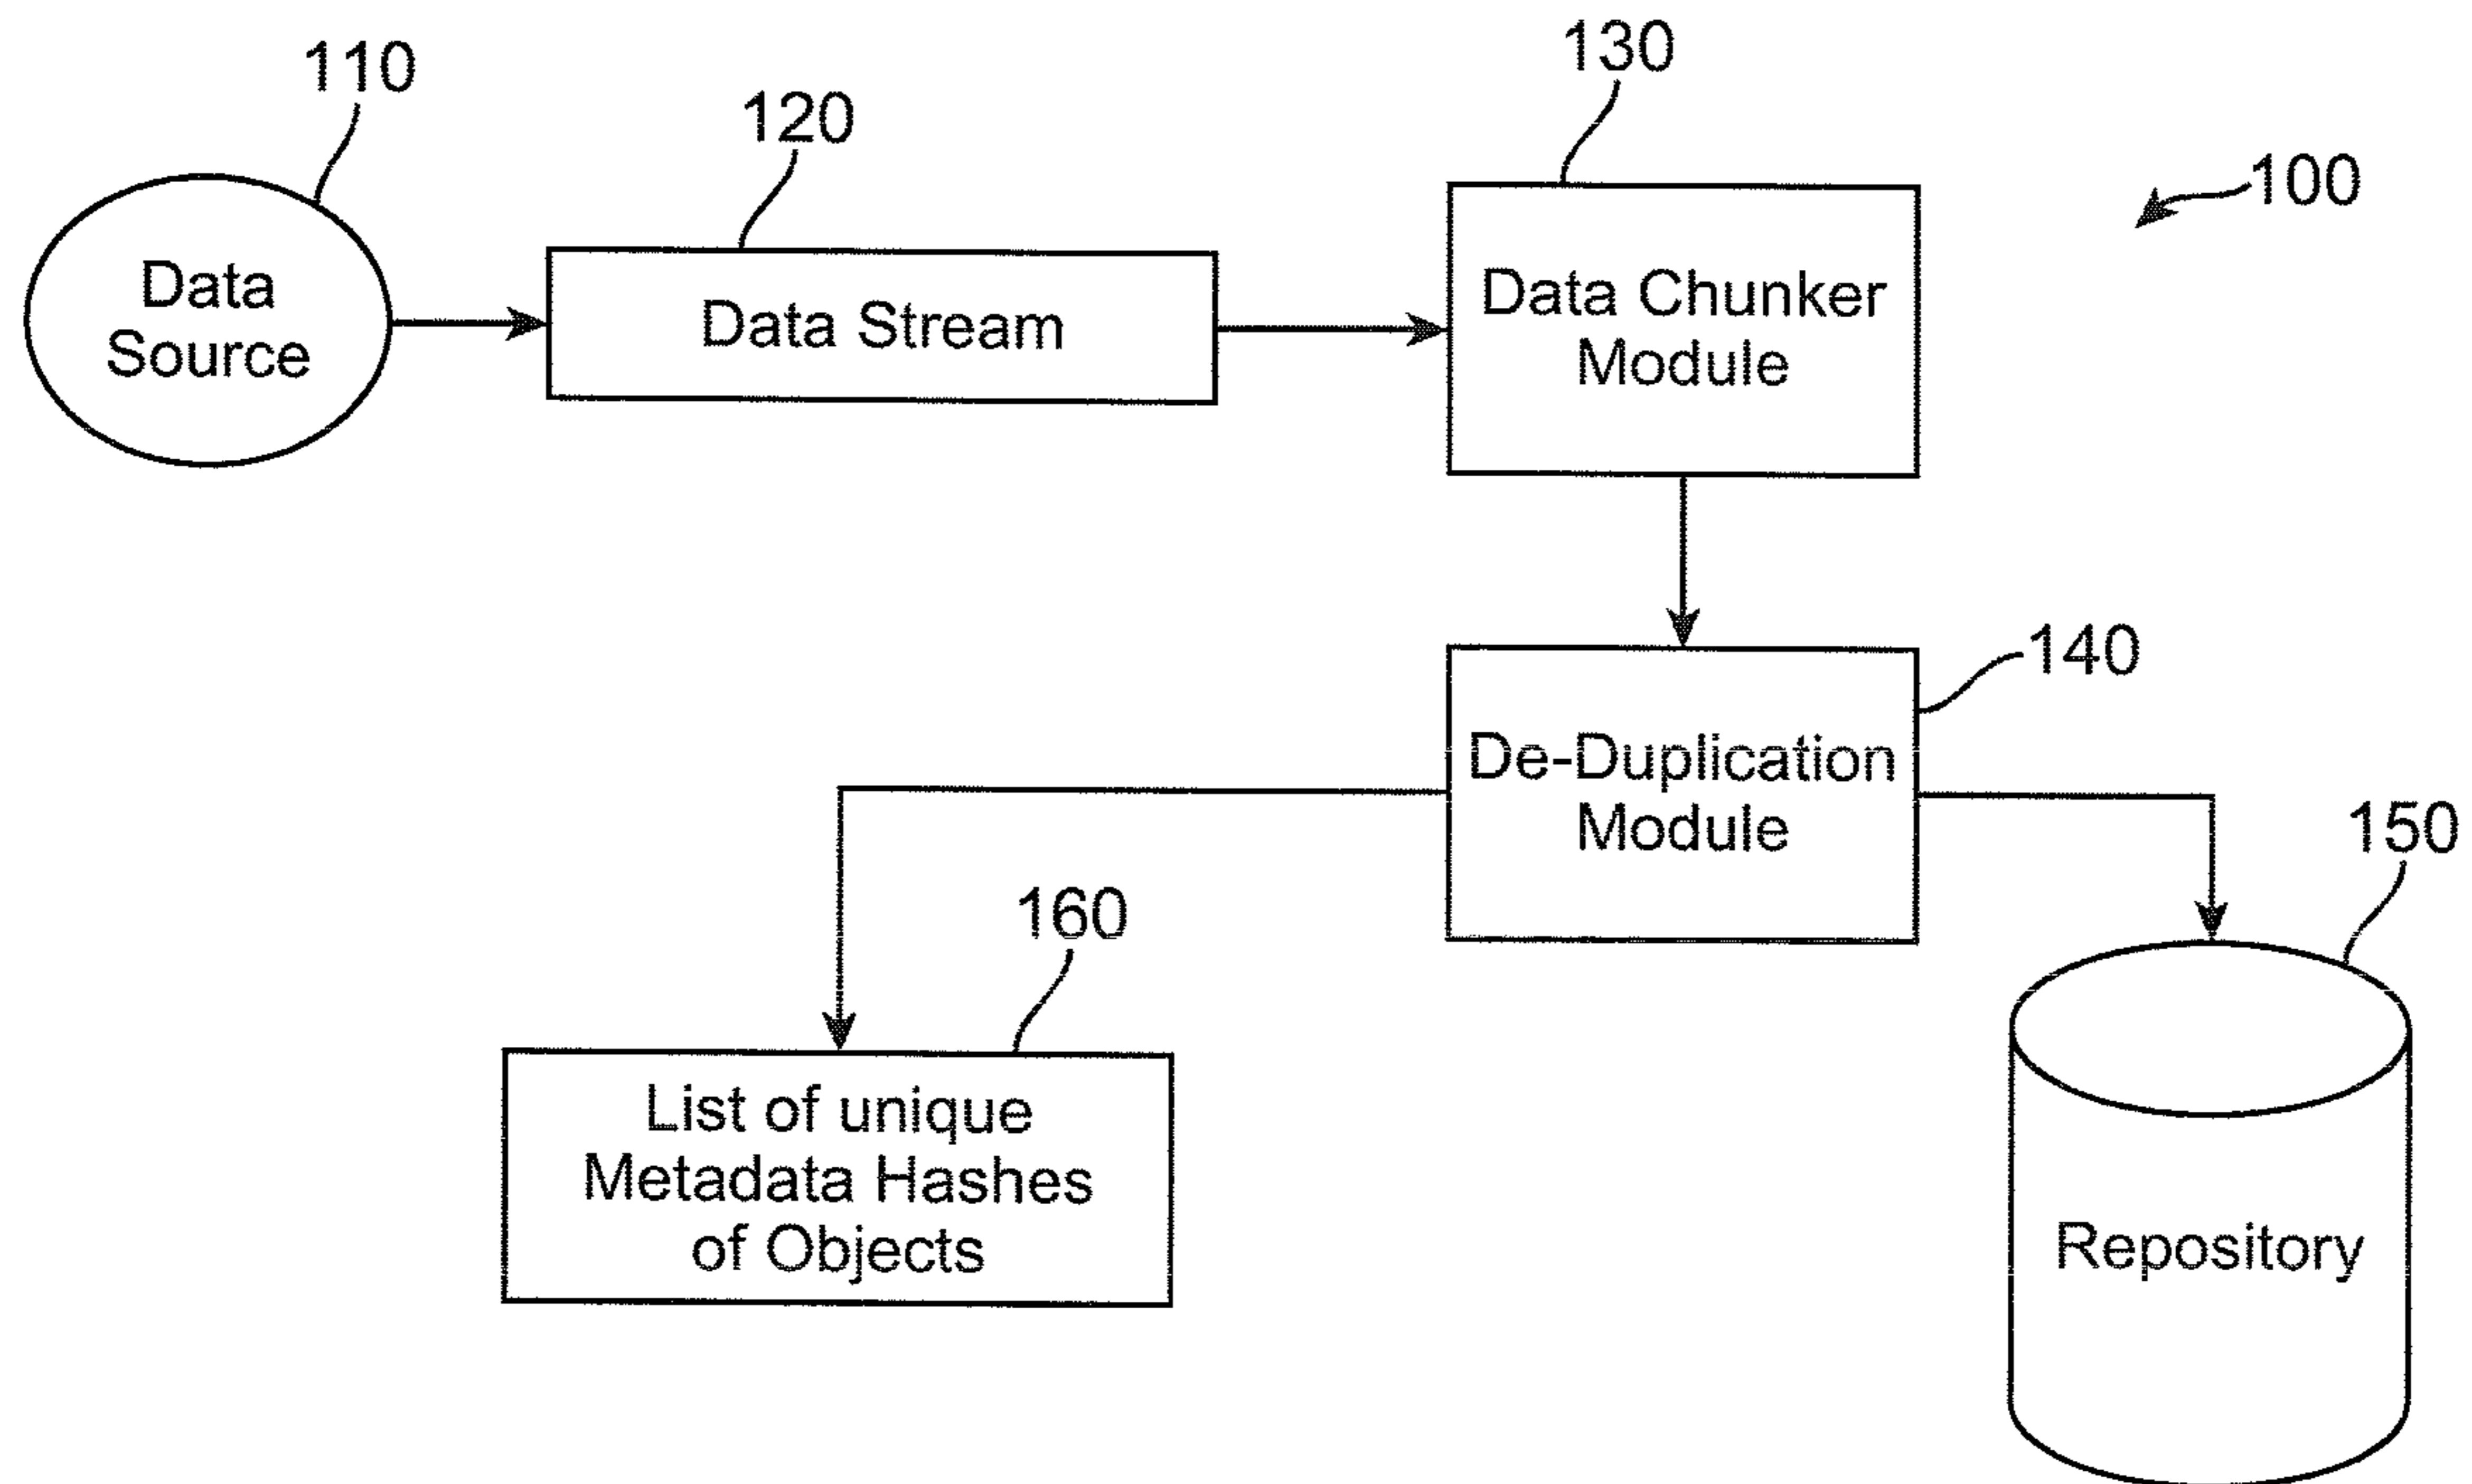 110
120
130
100
Data
Source
Data Stream
Data Chunker
Module
140
De-Duplication
Module
150
160
List of unique
Metadata Hashes
of Objects
Repository